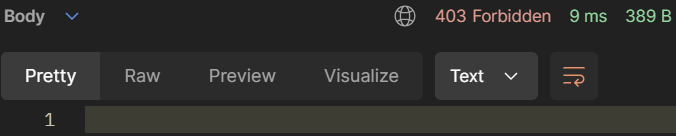 Body 403 Forbidden 9 ms 389 B
Pretty Raw Preview Visualize Text
1